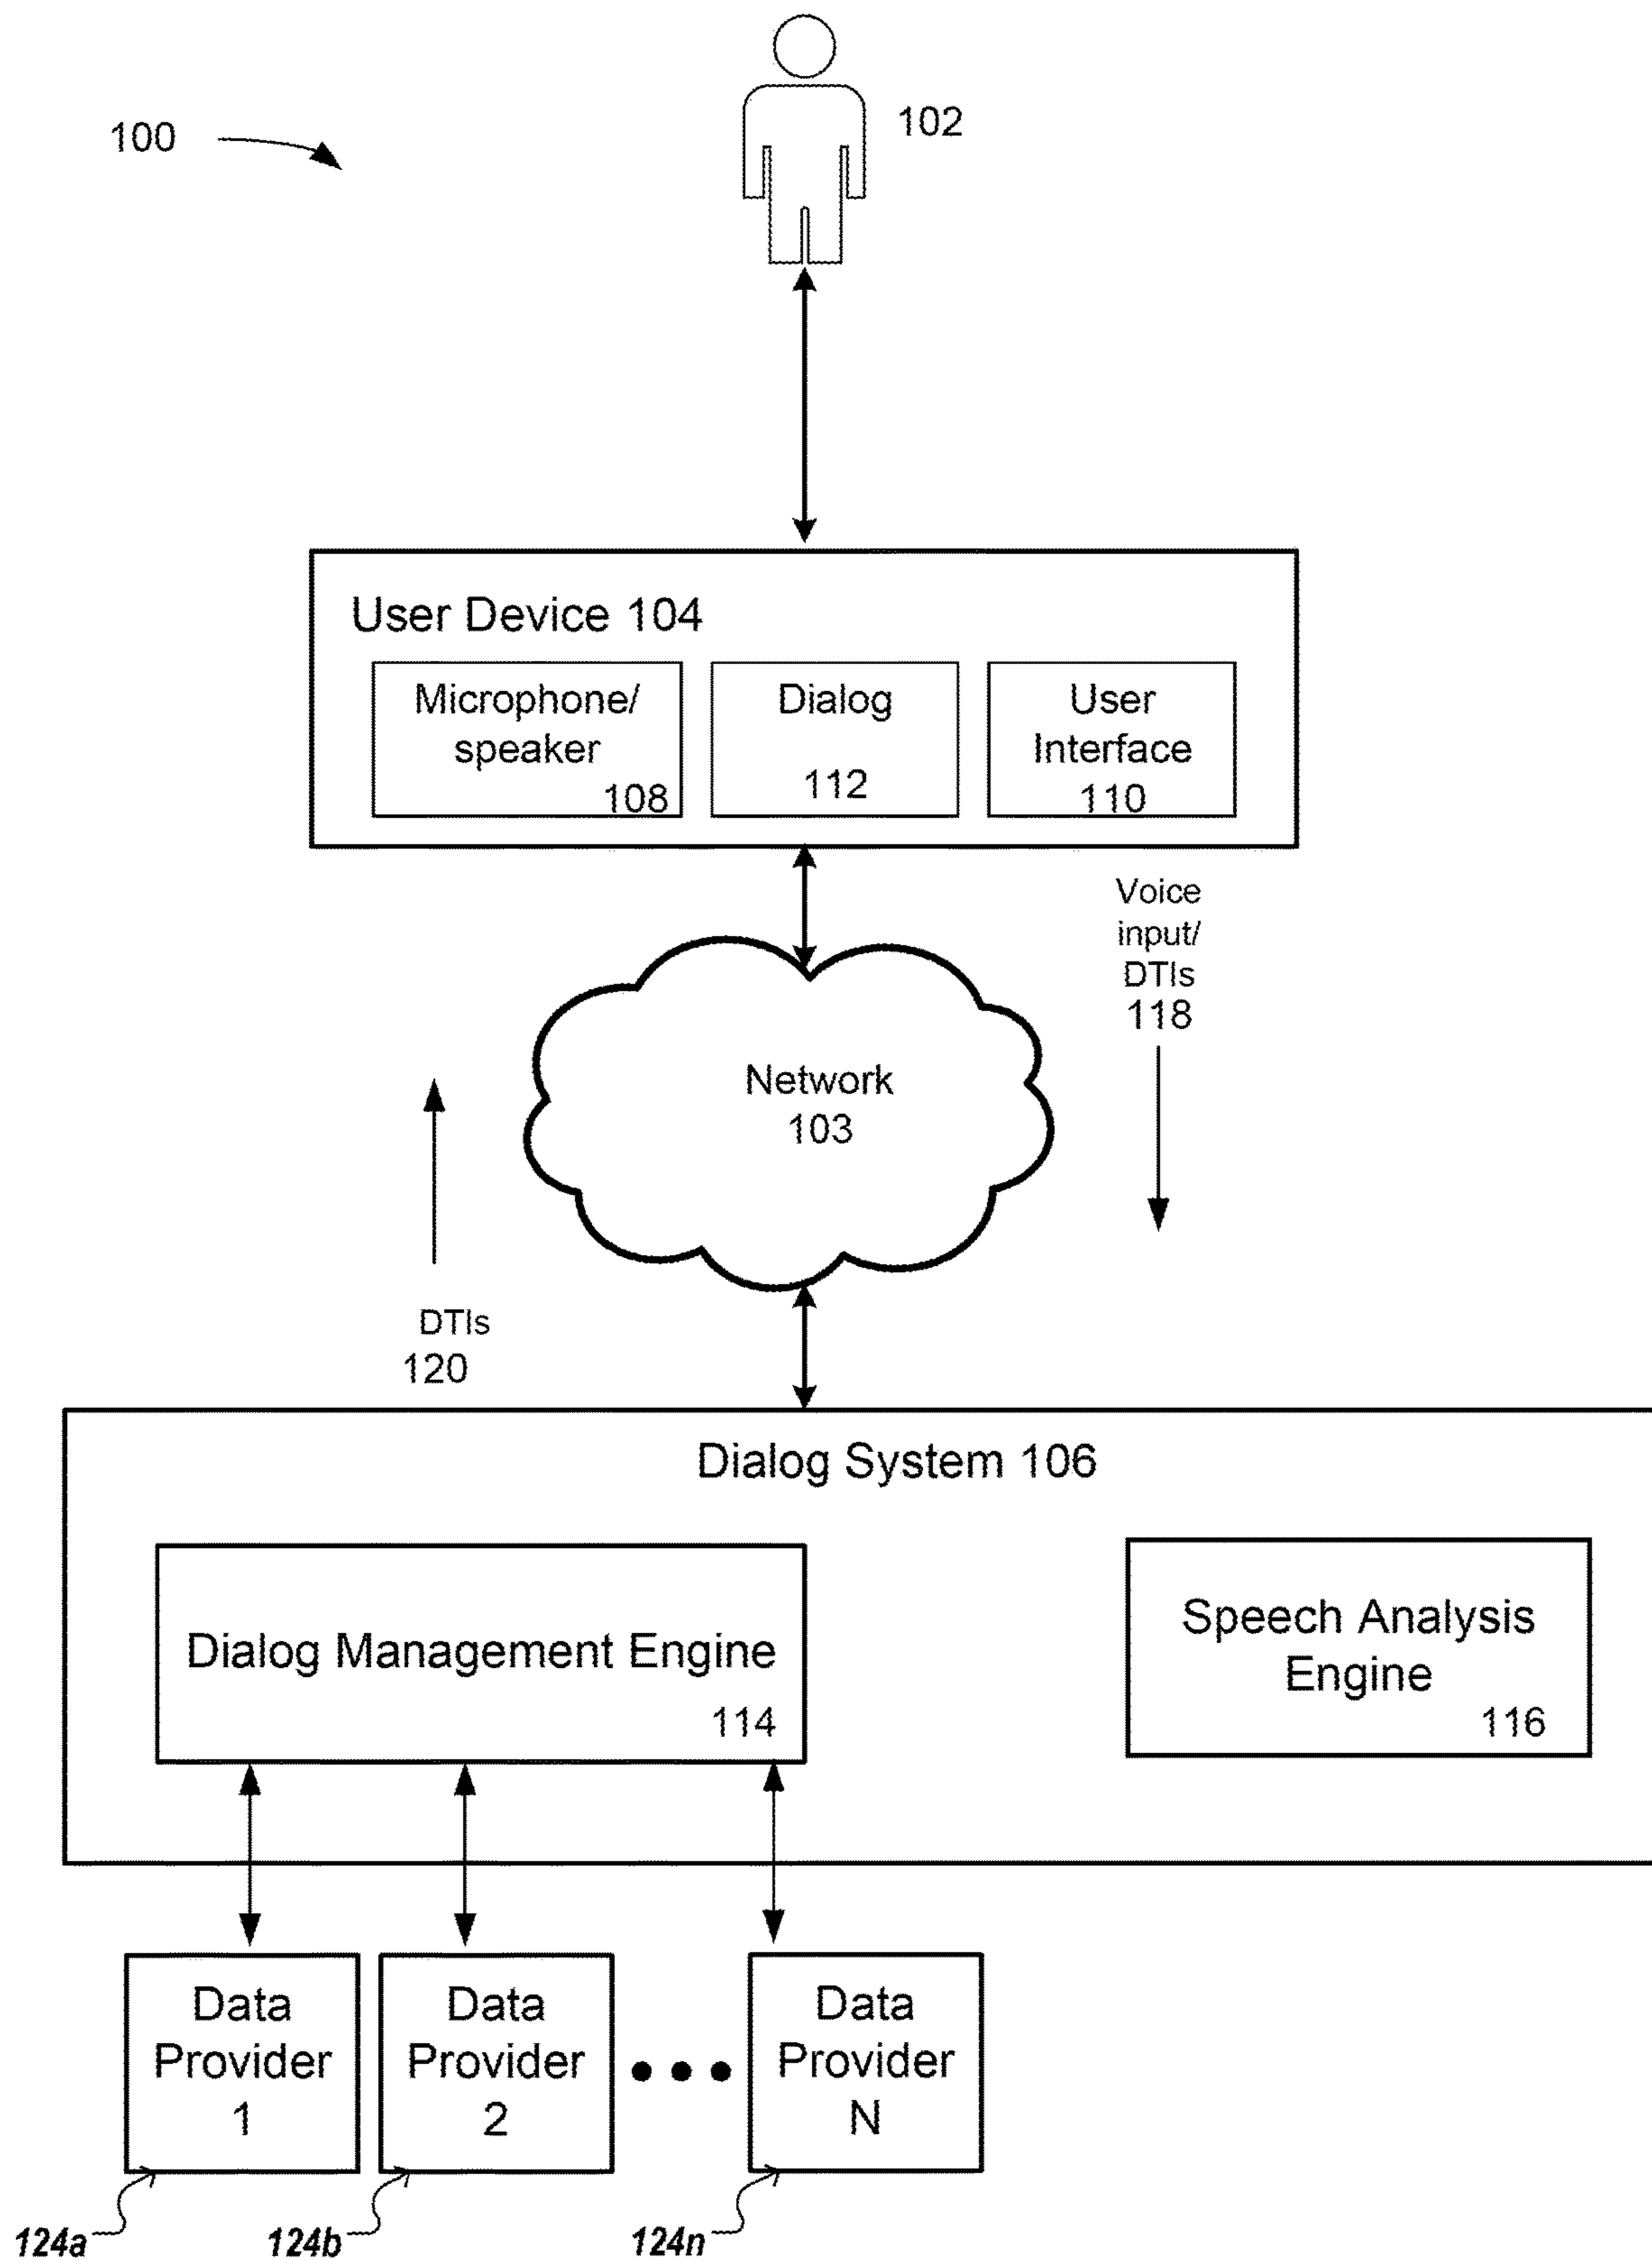 100
102
User Device 104
Microphone/
speaker
108
Dialog
112
User
Interface
110
Voice
input/
DTIs
118
Network
103
DTIs
120
Dialog System 106
Dialog Management Engine
114
Speech Analysis
Engine
116
Data
Provider
1
Data
Provider
2
Data
Provider
N
124a
124b
124n